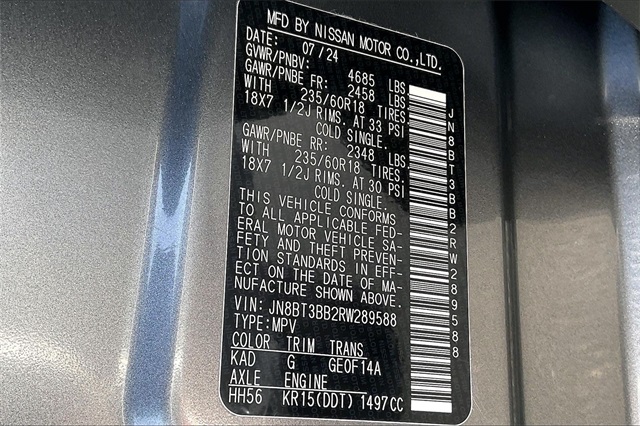 MFD BY NISSAN MOTOR CO.,LTD.
DATE: 07/24
GVWR/PNBV: 4685 LBS.
GAWR/PNBE FR: 2458 LBS.
WITH 235/60R18 TIRES.
18X7 1/2J RIMS. AT 33 PSI
COLD SINGLE.
GAWR/PNBE RR: 2348 LBS.
WITH 235/60R18 TIRES.
18X7 1/2J RIMS. AT 30 PSI
COLD SINGLE.
THIS VEHICLE CONFORMS
TO ALL APPLICABLE FED-
ERAL MOTOR VEHICLE SA-
FETY AND THEFT PREVEN-
TION STANDARDS IN EFF-
ECT ON THE DATE OF MA-
NUFACTURE SHOWN ABOVE.
VIN: JN8BT3BB2RW289588
TYPE:MPV
COLOR TRIM TRANS
KAD G GE0F14A
AXLE ENGINE
HH56 KR15(DDT) 1497CC
JN8BT3BB2RW289588